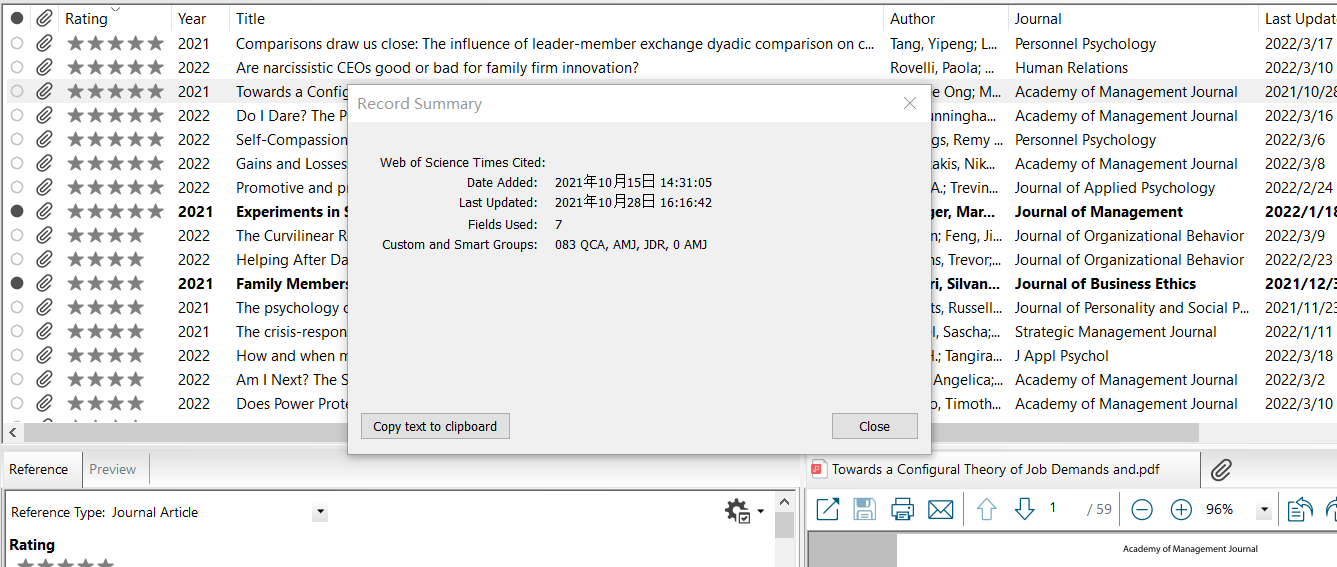 Rating Year Title Author Journal Last Updat
2021 Comparisons draw us close: The influence of leader-member exchange dyadic comparison on c... Tang, Yipeng; L... Personnel Psychology 2022/3/17
2022 Are narcissistic CEOs good or bad for family firm innovation? Rovelli, Paola; ... Human Relations 2022/3/10
2021 Towards a Config e Ong; M... Academy of Management Journal 2021/10/28
2022 Do I Dare? The P unningha... Academy of Management Journal 2022/3/16
2022 Self-Compassion gs, Remy ... Personnel Psychology 2022/3/6
2022 Gains and Losses akis, Nik... Academy of Management Journal 2022/3/8
2022 Promotive and pr A.; Trevin... Journal of Applied Psychology 2022/2/24
2021 Experiments in S ger, Mar... Journal of Management 2022/1/18
2022 The Curvilinear R n; Feng, Ji... Journal of Organizational Behavior 2022/3/9
2022 Helping After Da ns, Trevor;... Journal of Organizational Behavior 2022/2/23
2021 Family Members ri, Silvan... Journal of Business Ethics 2021/12/3
2021 The psychology o ts, Russell... Journal of Personality and Social P... 2021/11/23
2021 The crisis-respon l, Sascha;... Strategic Management Journal 2022/1/11
2022 How and when m H.; Tangira... J Appl Psychol 2022/3/18
2022 Am I Next? The S Angelica;... Academy of Management Journal 2022/3/2
2022 Does Power Prote o, Timoth... Academy of Management Journal 2022/3/10
Record Summary
Web of Science Times Cited:
Date Added: 2021年10月15日 14:31:05
Last Updated: 2021年10月28日 16:16:42
Fields Used: 7
Custom and Smart Groups: 083 QCA, AMJ, JDR, 0 AMJ
Copy text to clipboard Close
Reference Preview
Towards a Configural Theory of Job Demands and.pdf
Reference Type: Journal Article
1 / 59 96%
Rating
Academy of Management Journal